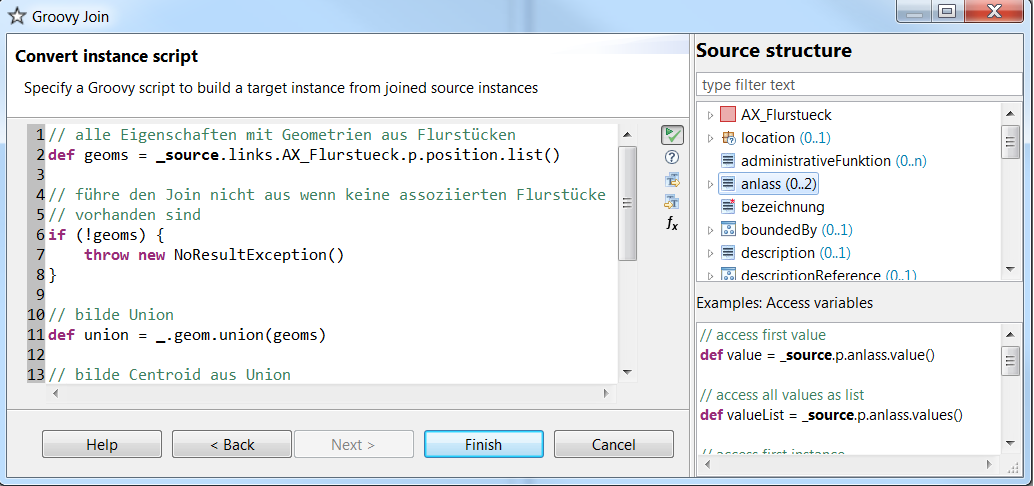 Groovy Join
Convert instance script
Specify a Groovy script to build a target instance from joined source instances
1 // alle Eigenschaften mit Geometrien aus Flurstücken
2 def geoms = _source.links.AX_Flurstueck.p.position.list()
3
4 // führe den Join nicht aus wenn keine assoziierten Flurstücke
5 // vorhanden sind
6 if (!geoms) {
7     throw new NoResultException()
8 }
9
10 // bilde Union
11 def union = _.geom.union(geoms)
12
13 // bilde Centroid aus Union
fx
Help
< Back
Next >
Finish
Cancel
Source structure
type filter text
AX_Flurstueck
location (0..1)
administrativeFunktion (0..n)
anlass (0..2)
bezeichnung
boundedBy (0..1)
description (0..1)
descriptionReference (0..1)
Examples: Access variables
// access first value
def value = _source.p.anlass.value()
// access all values as list
def valueList = _source.p.anlass.values()
// access first instance